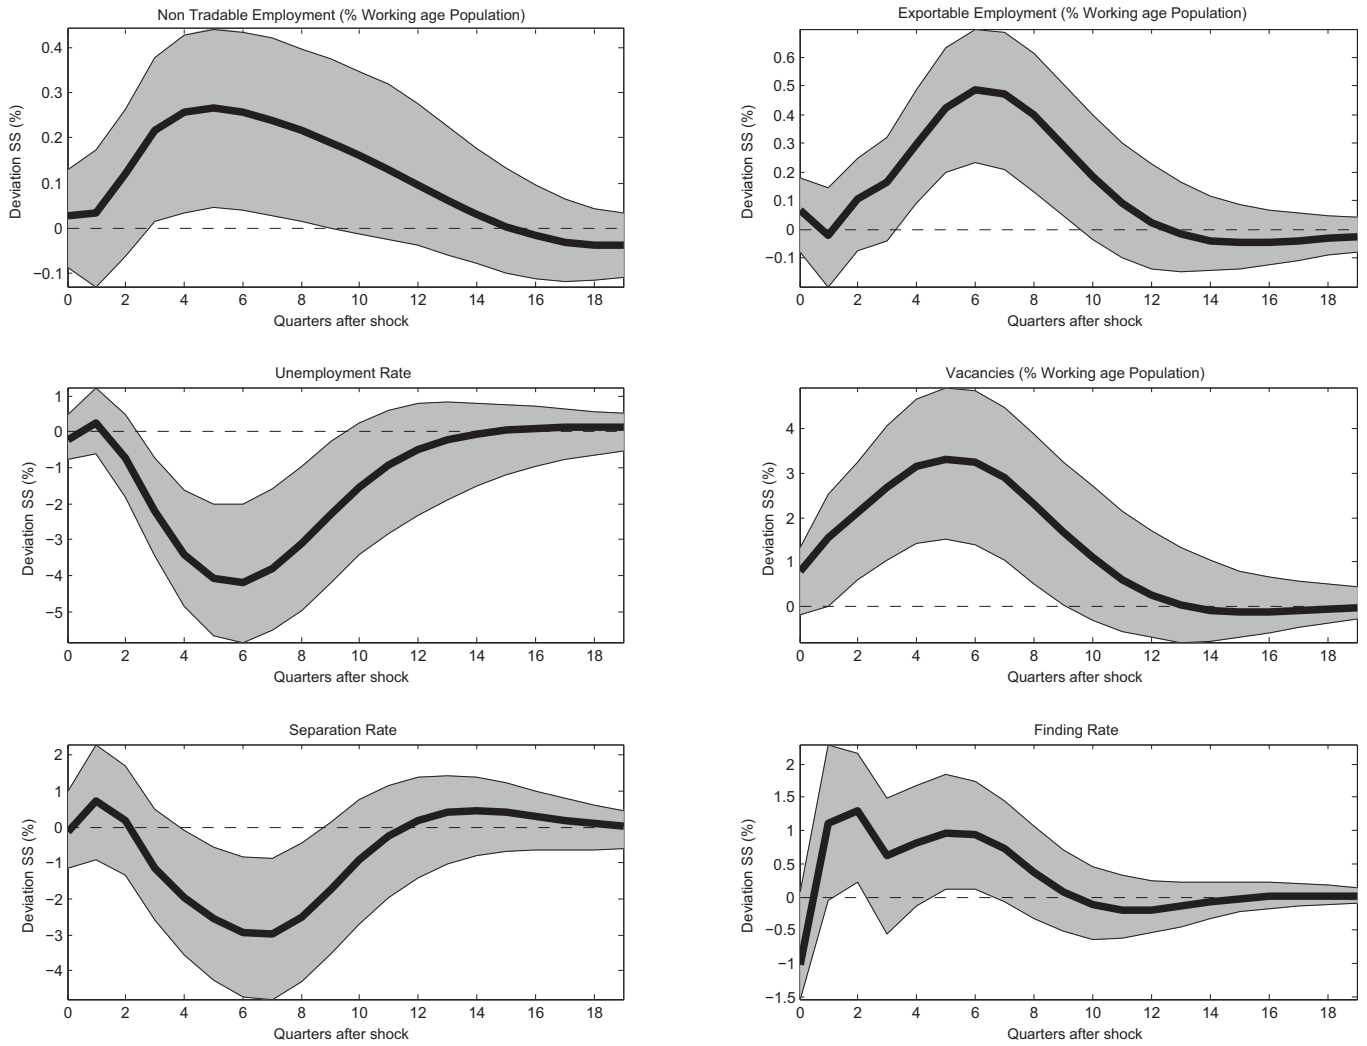 Non Tradable Employment (% Working age Population)
Deviation SS (%)
0.4
0.3
0.2
0.1
0
−0.1
0 2 4 6 8 10 12 14 16 18
Quarters after shock
Exportable Employment (% Working age Population)
Deviation SS (%)
0.6
0.5
0.4
0.3
0.2
0.1
0
−0.1
0 2 4 6 8 10 12 14 16 18
Quarters after shock
Unemployment Rate
Deviation SS (%)
1
0
−1
−2
−3
−4
−5
0 2 4 6 8 10 12 14 16 18
Quarters after shock
Vacancies (% Working age Population)
Deviation SS (%)
4
3
2
1
0
0 2 4 6 8 10 12 14 16 18
Quarters after shock
Separation Rate
Deviation SS (%)
2
1
0
−1
−2
−3
−4
0 2 4 6 8 10 12 14 16 18
Quarters after shock
Finding Rate
Deviation SS (%)
2
1.5
1
0.5
0
−0.5
−1
−1.5
0 2 4 6 8 10 12 14 16 18
Quarters after shock